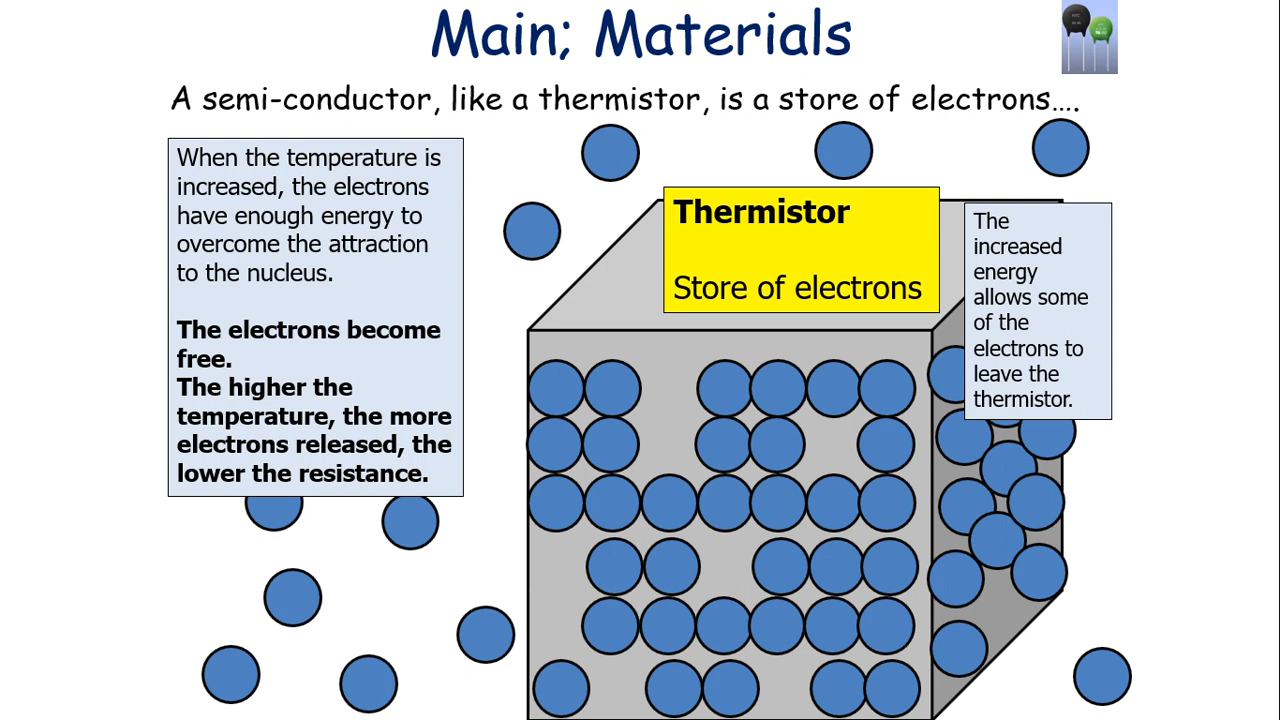 Main; Materials
A semi-conductor, like a thermistor, is a store of electrons….
When the temperature is
increased, the electrons
have enough energy to
overcome the attraction
to the nucleus.
The electrons become
free.
The higher the
temperature, the more
electrons released, the
lower the resistance.
Thermistor
Store of electrons
The
increased
energy
allows some
of the
electrons to
leave the
thermistor.